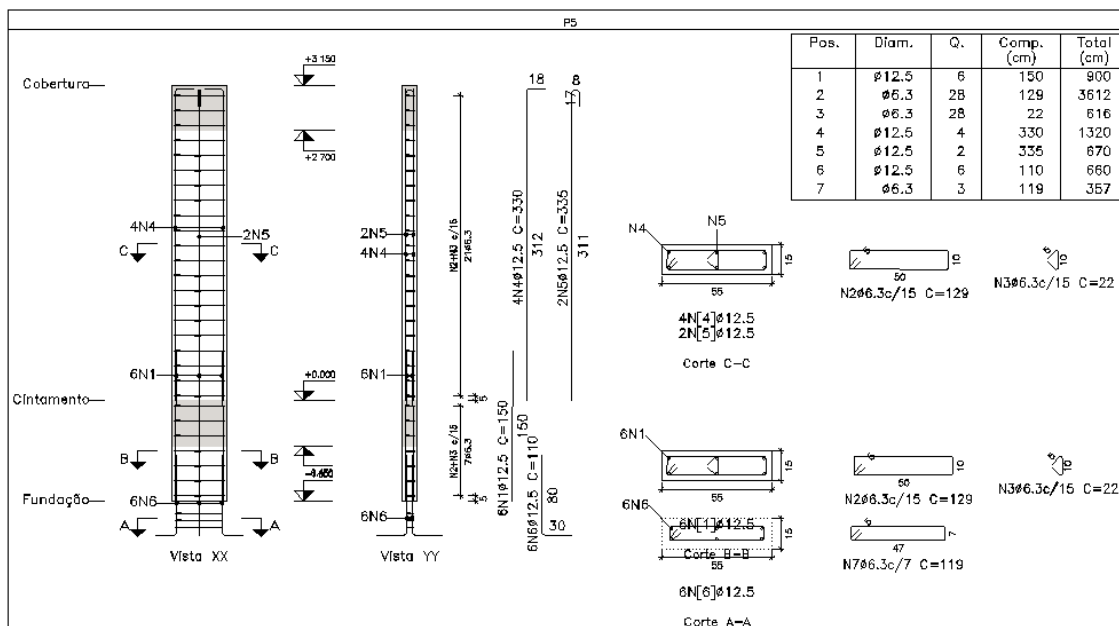 P5
Pos. Diam. Q. Comp. (cm) Total (cm)
1 ø12.5 6 150 900
2 ø6.3 28 129 3612
3 ø6.3 28 22 616
4 ø12.5 4 330 1320
5 ø12.5 2 335 670
6 ø12.5 6 110 660
7 ø6.3 3 119 357
Cobertura
+3.150
+2.700
4N4
2N5
C C
6N1
+0.000
Cintamento
B B
Fundação
6N6
A A
Vista XX
2N5
4N4
N2+N3 c/15
21ø6.3
6N1
5
N2+N3 c/15
7ø6.3
5
6N6
Vista YY
18
4N4ø12.5 C=330
312
8
17
2N5ø12.5 C=335
311
6N1ø12.5 C=150
150
6N6ø12.5 C=110
80
30
N4
N5
15
55
4N[4]ø12.5
2N[5]ø12.5
Corte C-C
50
10
N2ø6.3c/15 C=129
10
N3ø6.3c/15 C=22
6N1
15
55
6N[1]ø12.5
Corte B-B
50
10
N2ø6.3c/15 C=129
10
N3ø6.3c/15 C=22
6N6
15
55
6N[6]ø12.5
Corte A-A
47
7
N7ø6.3c/7 C=119